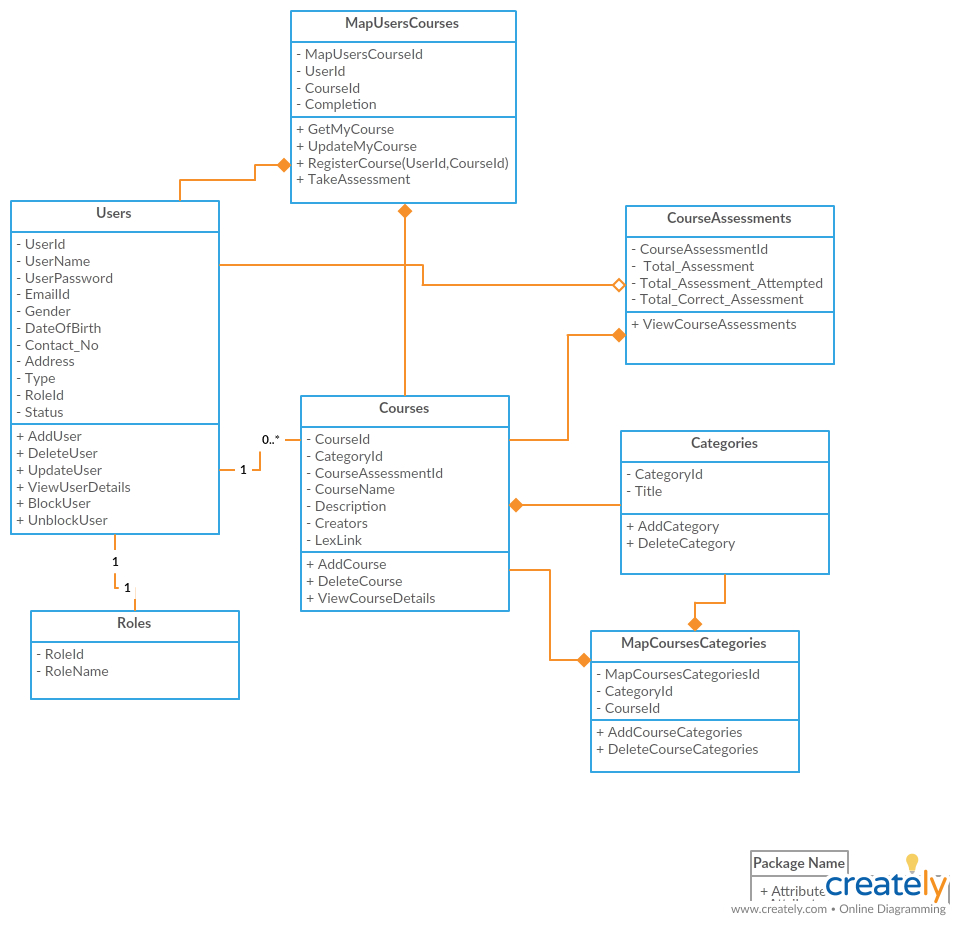 MapUsersCourses
- MapUsersCourseId
- UserId
- CourseId
- Completion
+ GetMyCourse
+ UpdateMyCourse
+ RegisterCourse(UserId,CourseId)
+ TakeAssessment
Users
- UserId
- UserName
- UserPassword
- EmailId
- Gender
- DateOfBirth
- Contact_No
- Address
- Type
- RoleId
- Status
+ AddUser
+ DeleteUser
+ UpdateUser
+ ViewUserDetails
+ BlockUser
+ UnblockUser
CourseAssessments
- CourseAssessmentId
- Total_Assessment
- Total_Assessment_Attempted
- Total_Correct_Assessment
+ ViewCourseAssessments
Courses
- CourseId
- CategoryId
- CourseAssessmentId
- CourseName
- Description
- Creators
- LexLink
+ AddCourse
+ DeleteCourse
+ ViewCourseDetails
0..*
1
Categories
- CategoryId
- Title
+ AddCategory
+ DeleteCategory
1
1
Roles
- RoleId
- RoleName
MapCoursesCategories
- MapCoursesCategoriesId
- CategoryId
- CourseId
+ AddCourseCategories
+ DeleteCourseCategories
Package Name
+ Attribute
creately
www.creately.com • Online Diagramming